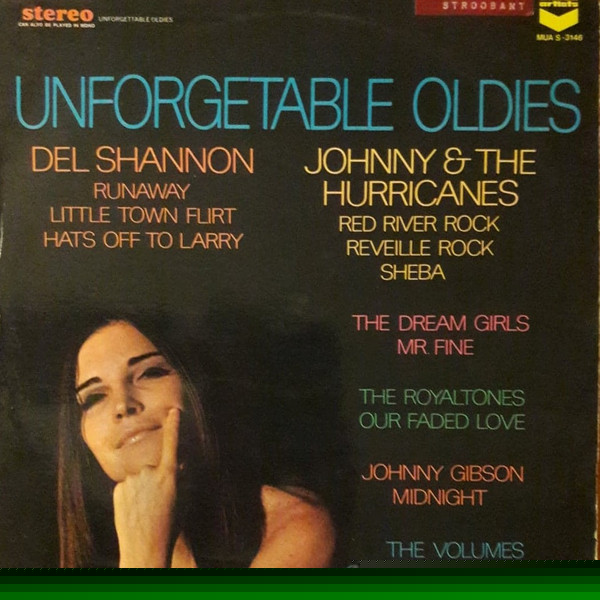 stereo
CAN ALSO BE PLAYED IN MONO
UNFORGETTABLE OLDIES
STROOBANT
artists
MUA S -3146
UNFORGETABLE OLDIES
DEL SHANNON
RUNAWAY
LITTLE TOWN FLIRT
HATS OFF TO LARRY
JOHNNY & THE
HURRICANES
RED RIVER ROCK
REVEILLE ROCK
SHEBA
THE DREAM GIRLS
MR. FINE
THE ROYALTONES
OUR FADED LOVE
JOHNNY GIBSON
MIDNIGHT
THE VOLUMES